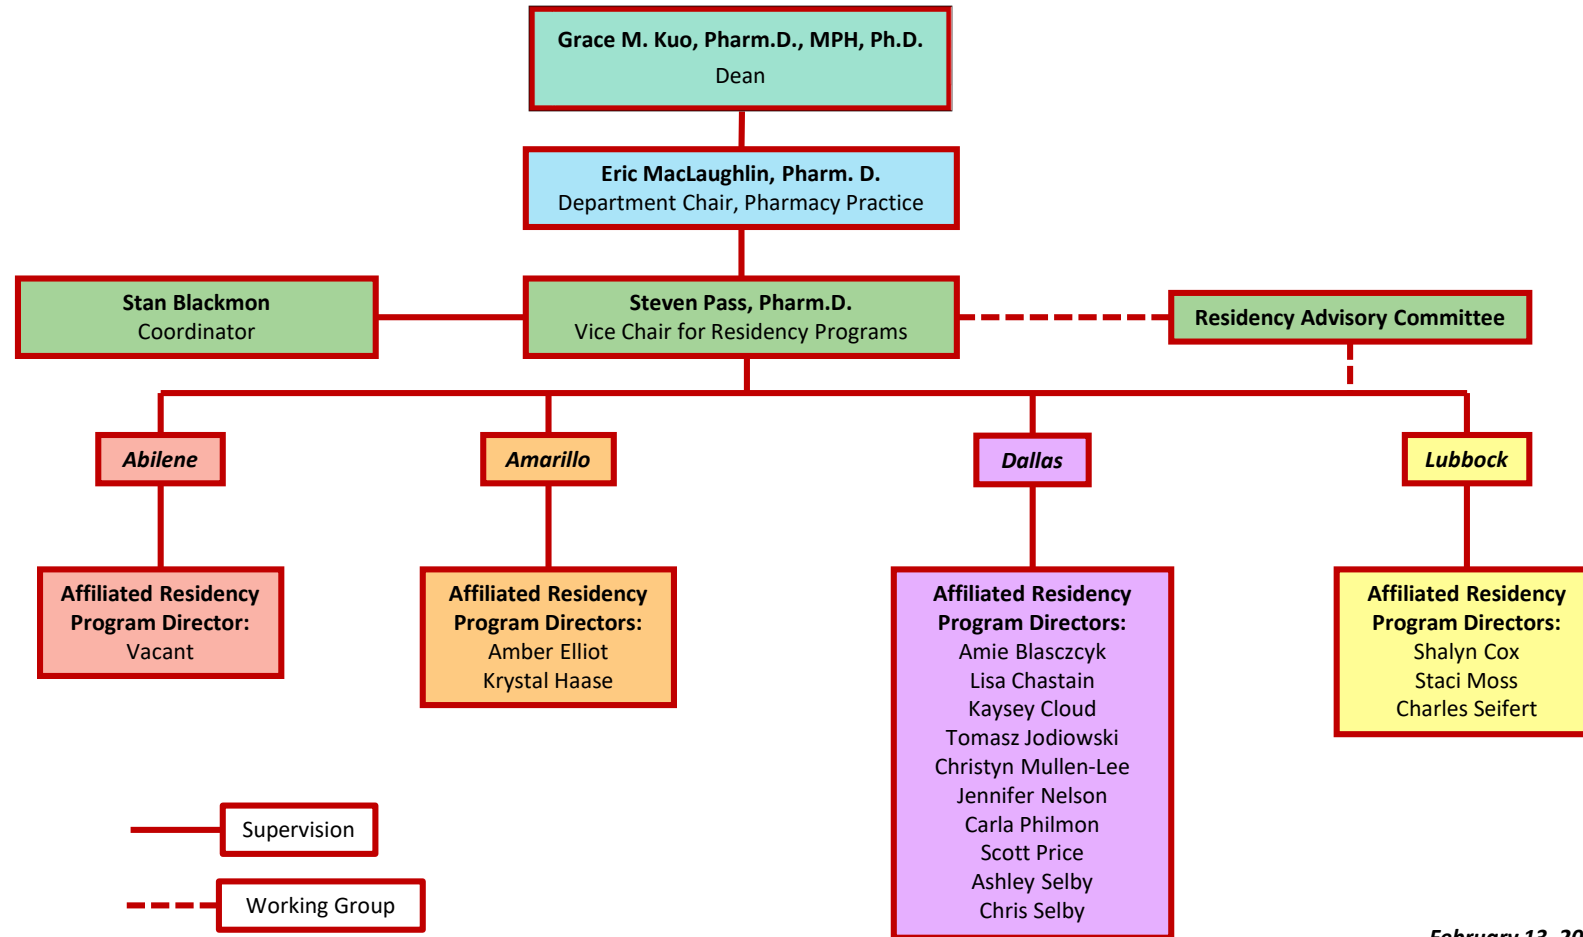 Grace M. Kuo, Pharm.D., MPH, Ph.D.
Dean
Eric MacLaughlin, Pharm. D.
Department Chair, Pharmacy Practice
Stan Blackmon
Coordinator
Steven Pass, Pharm.D.
Vice Chair for Residency Programs
Residency Advisory Committee
Abilene
Amarillo
Dallas
Lubbock
Affiliated Residency
Program Director:
Vacant
Affiliated Residency
Program Directors:
Amber Elliot
Krystal Haase
Affiliated Residency
Program Directors:
Amie Blasczcyk
Lisa Chastain
Kaysey Cloud
Tomasz Jodiowski
Christyn Mullen-Lee
Jennifer Nelson
Carla Philmon
Scott Price
Ashley Selby
Chris Selby
Affiliated Residency
Program Directors:
Shalyn Cox
Staci Moss
Charles Seifert
Supervision
Working Group
February 13, 20